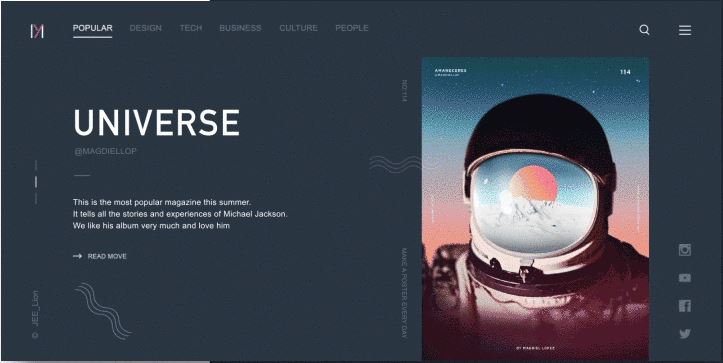 POPULAR DESIGN TECH BUSINESS CULTURE PEOPLE
UNIVERSE
@MAGDIELLOP
This is the most popular magazine this summer.
It tells all the stories and experiences of Michael Jackson.
We like his album very much and love him
READ MOVE
© JEE_Lion
NO.114
MAKE A POSTER EVERY DAY
AMANECERES
@MAGDIELLOP
114
BY MAGDIEL LOPEZ